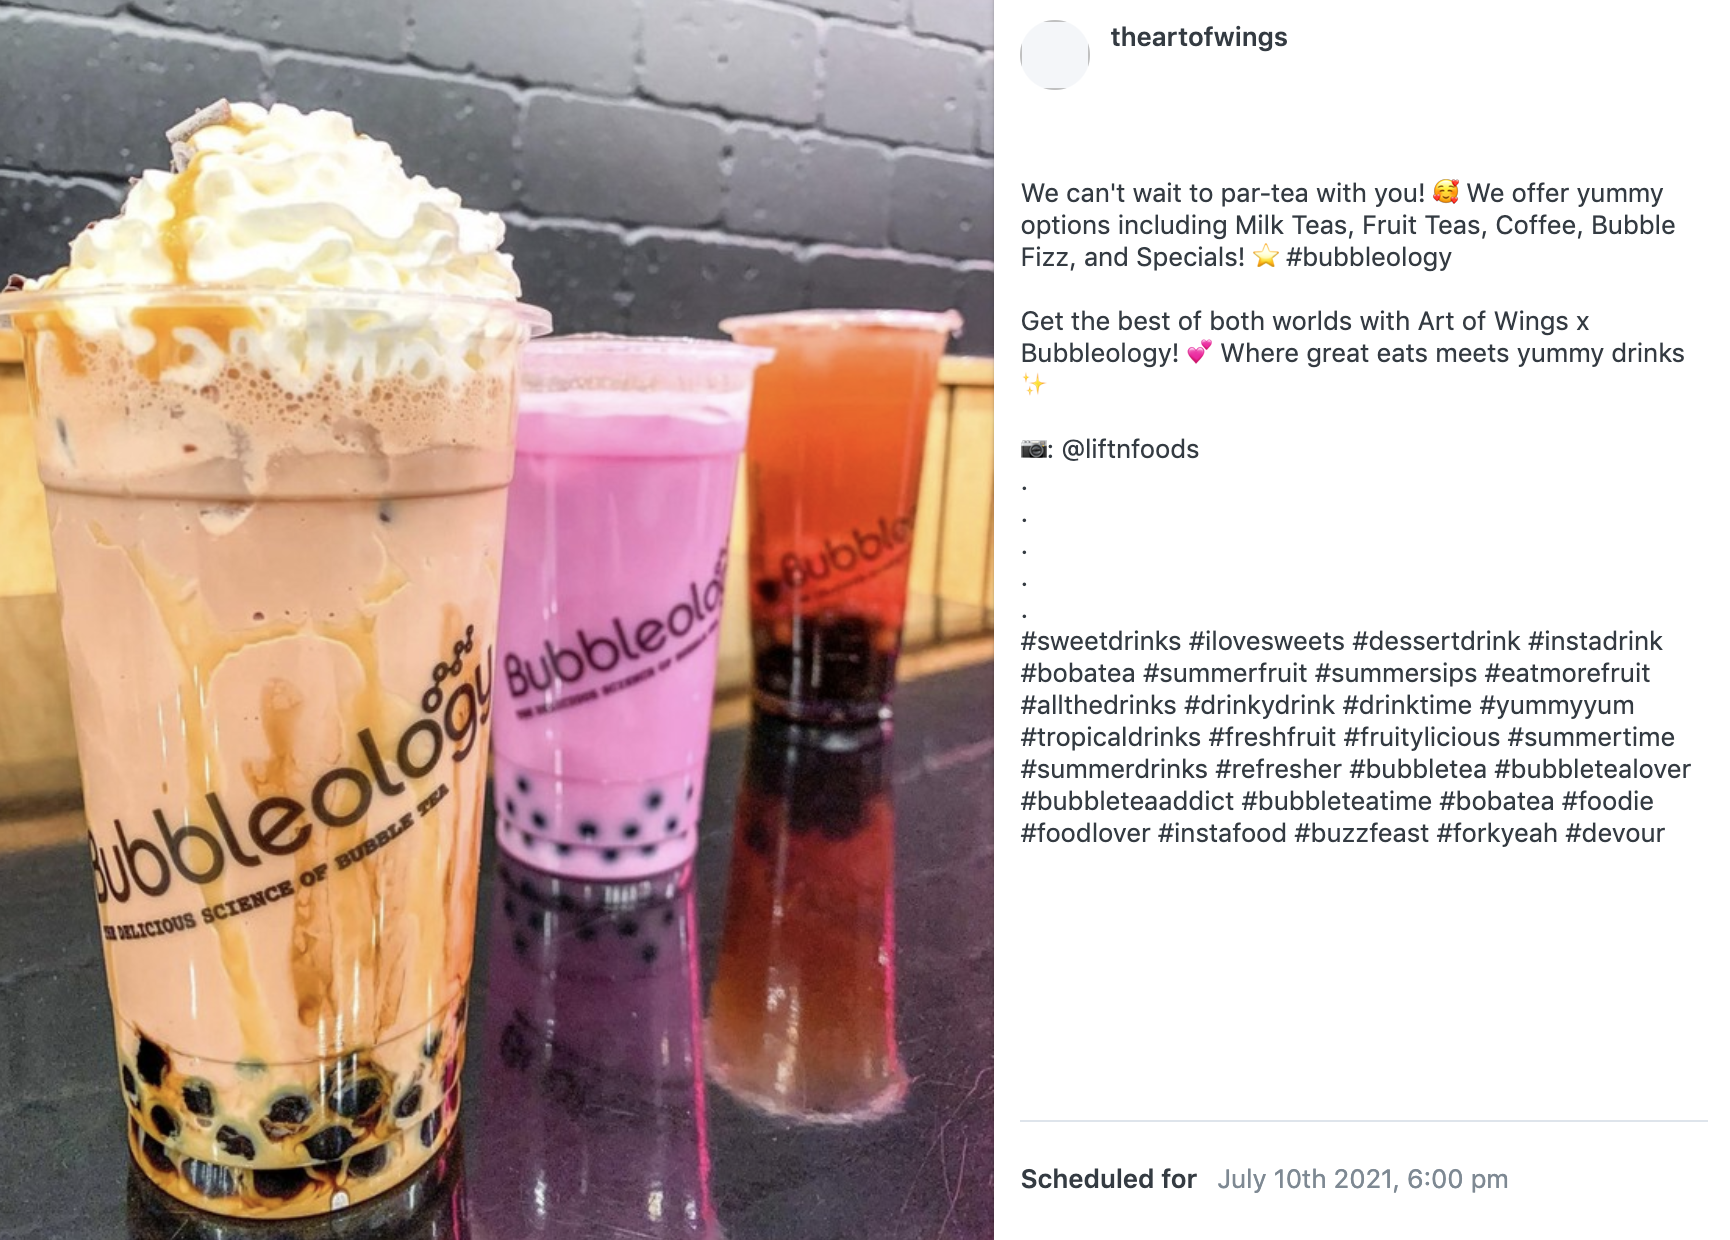 theartofwings
We can't wait to par-tea with you! 🥰 We offer yummy
options including Milk Teas, Fruit Teas, Coffee, Bubble
Fizz, and Specials! ⭐ #bubbleology
Get the best of both worlds with Art of Wings x
Bubbleology! 💕 Where great eats meets yummy drinks
✨
📷: @liftnfoods
.
.
.
.
.
#sweetdrinks #ilovesweets #dessertdrink #instadrink
#bobatea #summerfruit #summersips #eatmorefruit
#allthedrinks #drinkydrink #drinktime #yummyyum
#tropicaldrinks #freshfruit #fruitylicious #summertime
#summerdrinks #refresher #bubbletea #bubbletealover
#bubbleteaaddict #bubbleteatime #bobatea #foodie
#foodlover #instafood #buzzfeast #forkyeah #devour
Scheduled for July 10th 2021, 6:00 pm
Bubbleology
THE DELICIOUS SCIENCE OF BUBBLE TEA
Bubbleolog
THE DELICIOUS SCIENCE OF
Bubbleo